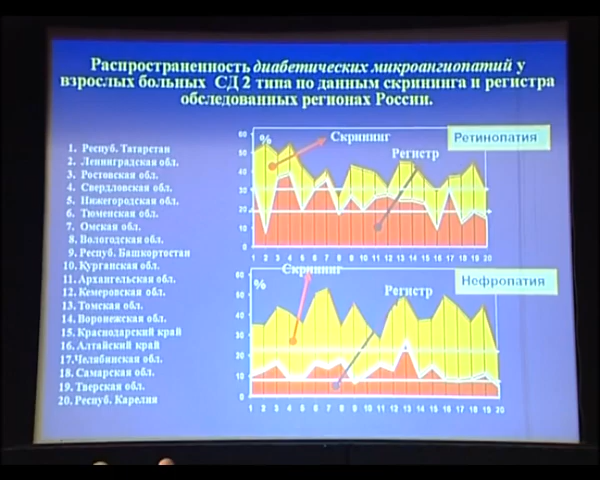 Распространенность диабетических микроангиопатий у
взрослых больных СД 2 типа по данным скрининга и регистра
обследованных регионов России.
1. Респуб. Татарстан
2. Ленинградская обл.
3. Ростовская обл.
4. Свердловская обл.
5. Нижегородская обл.
6. Тюменская обл.
7. Омская обл.
8. Вологодская обл.
9. Респуб. Башкортостан
10. Курганская обл.
11. Архангельская обл.
12. Кемеровская обл.
13. Томская обл.
14. Воронежская обл.
15. Краснодарский край
16. Алтайский край
17. Челябинская обл.
18. Самарская обл.
19. Тверская обл.
20. Респуб. Карелия
Ретинопатия
%
Скрининг
Регистр
60
50
40
30
20
10
0
1 2 3 4 5 6 7 8 9 10 11 12 13 14 15 16 17 18 19 20
Нефропатия
%
Скрининг
Регистр
60
50
40
30
20
10
0
1 2 3 4 5 6 7 8 9 10 11 12 13 14 15 16 17 18 19 20